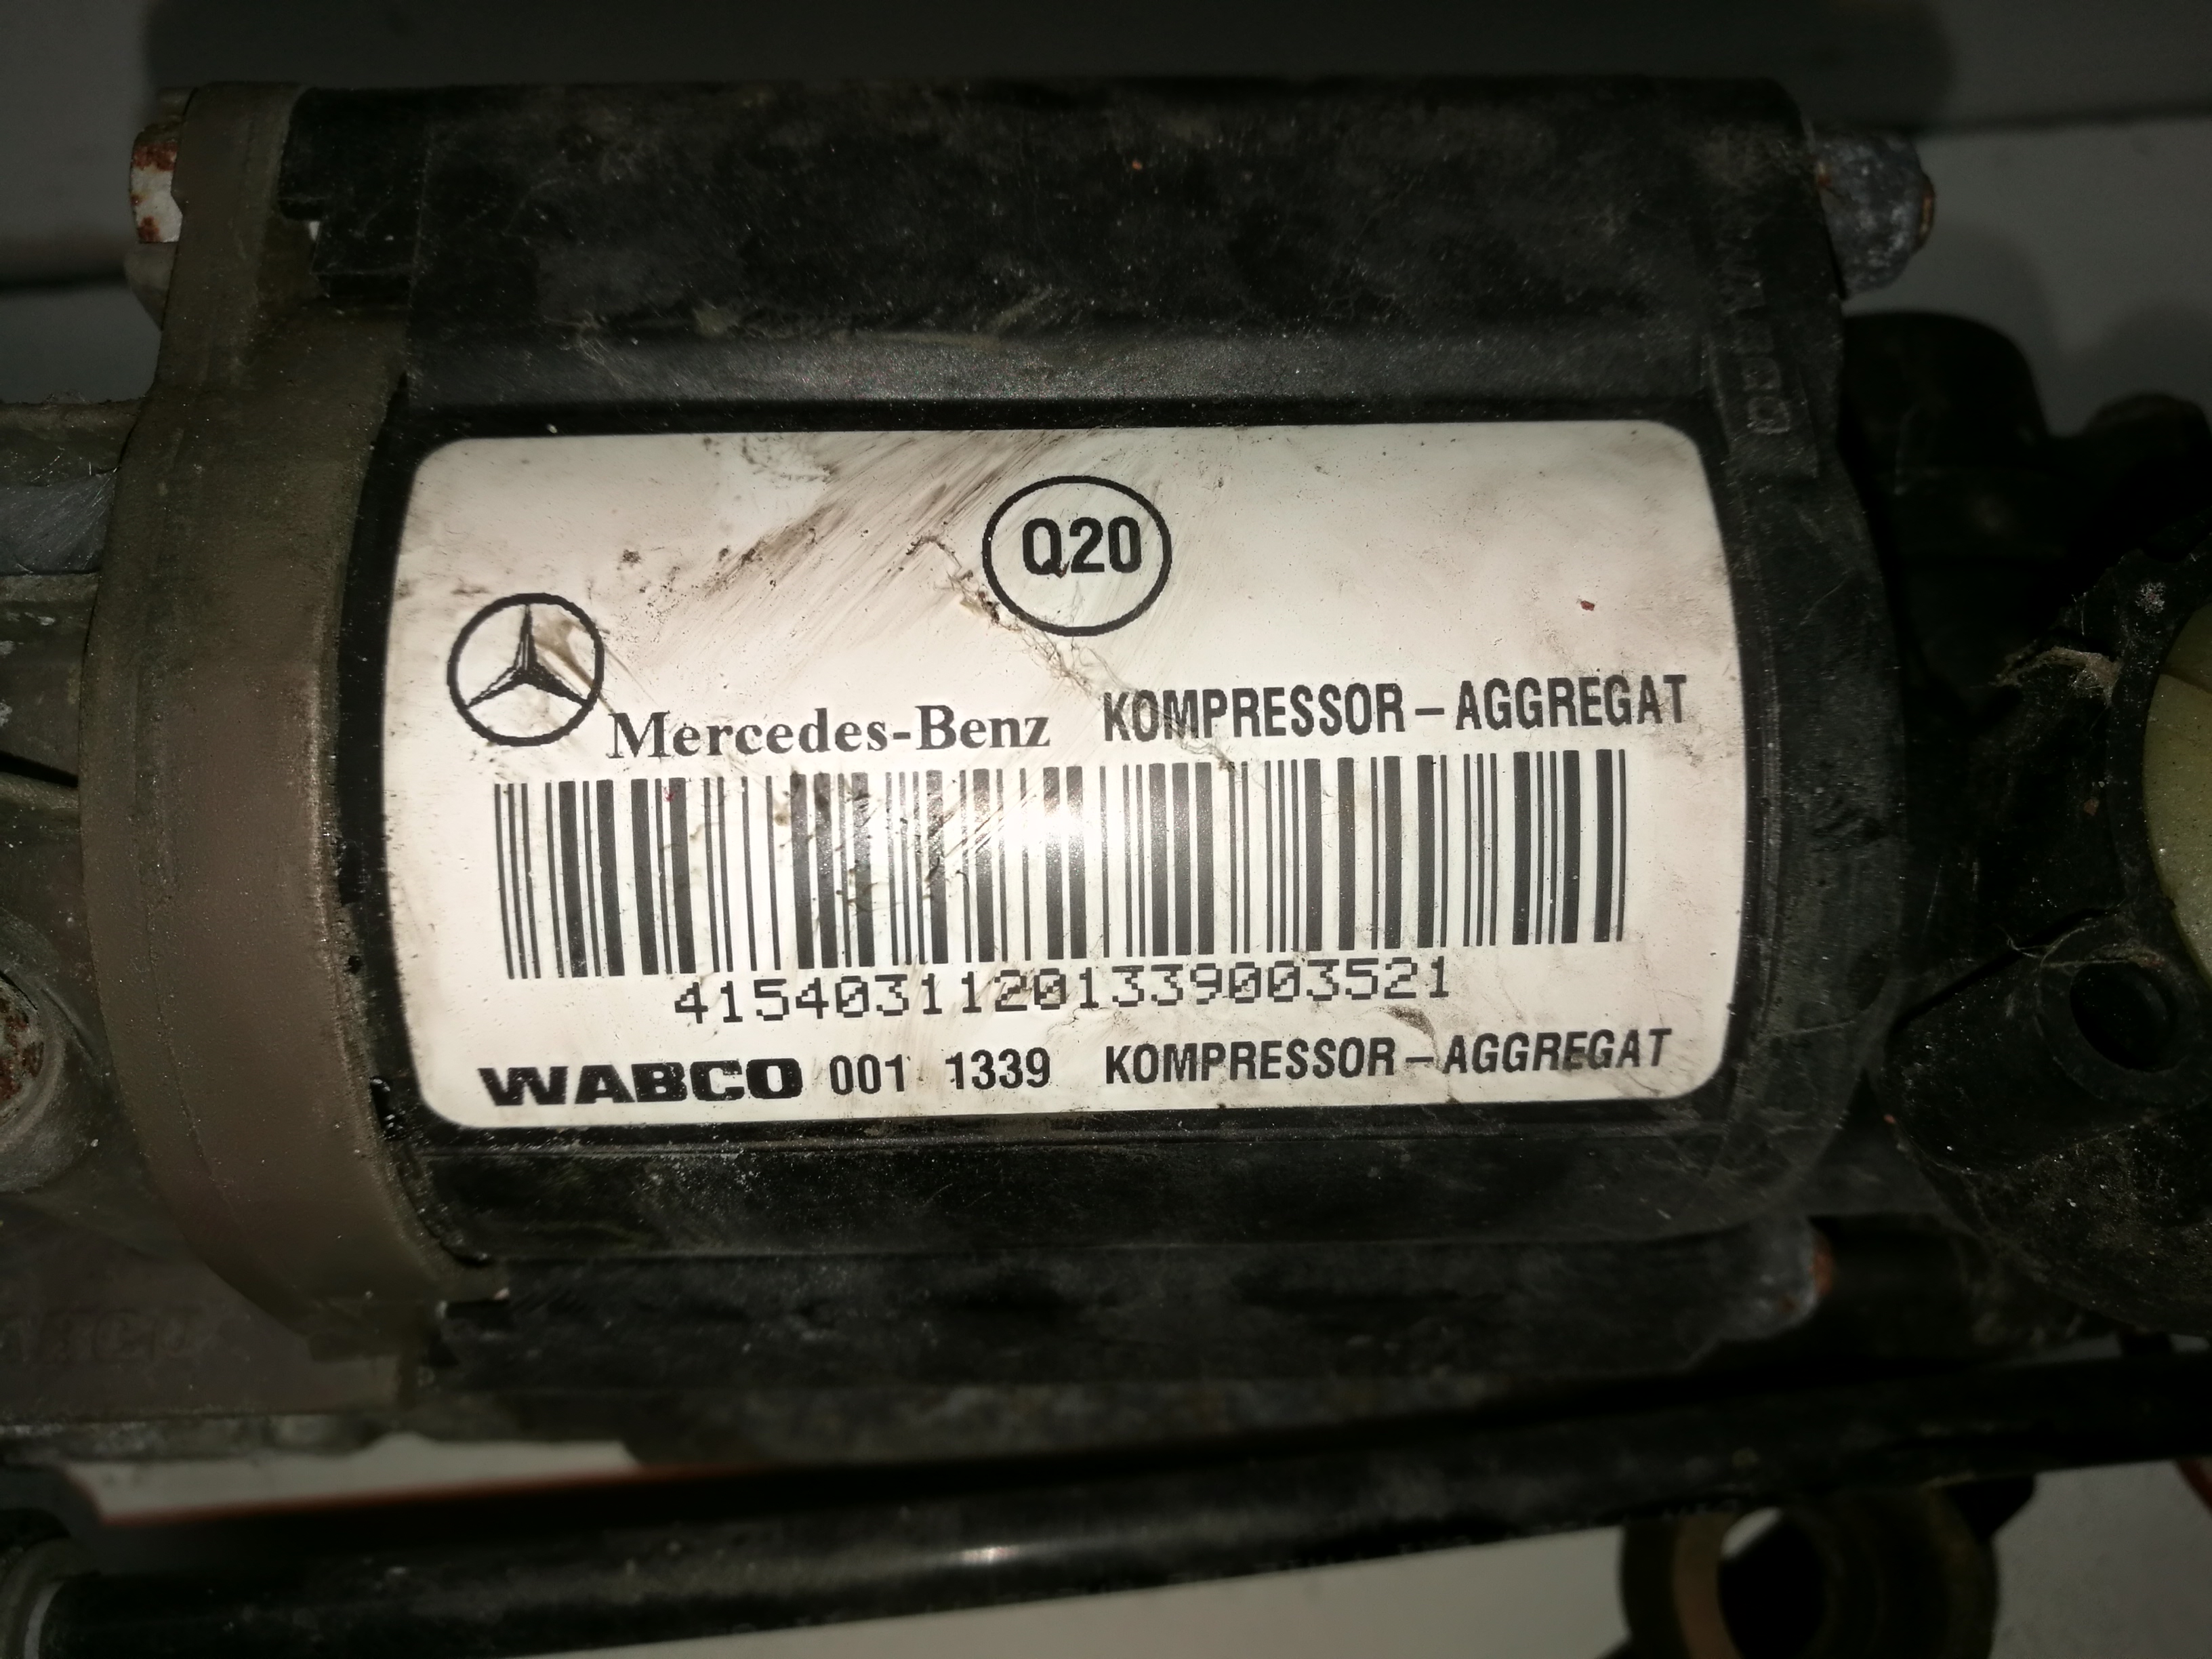 Q20
Mercedes-Benz KOMPRESSOR-AGGREGAT
415403112013390003521
WABCO 001 1339 KOMPRESSOR-AGGREGAT